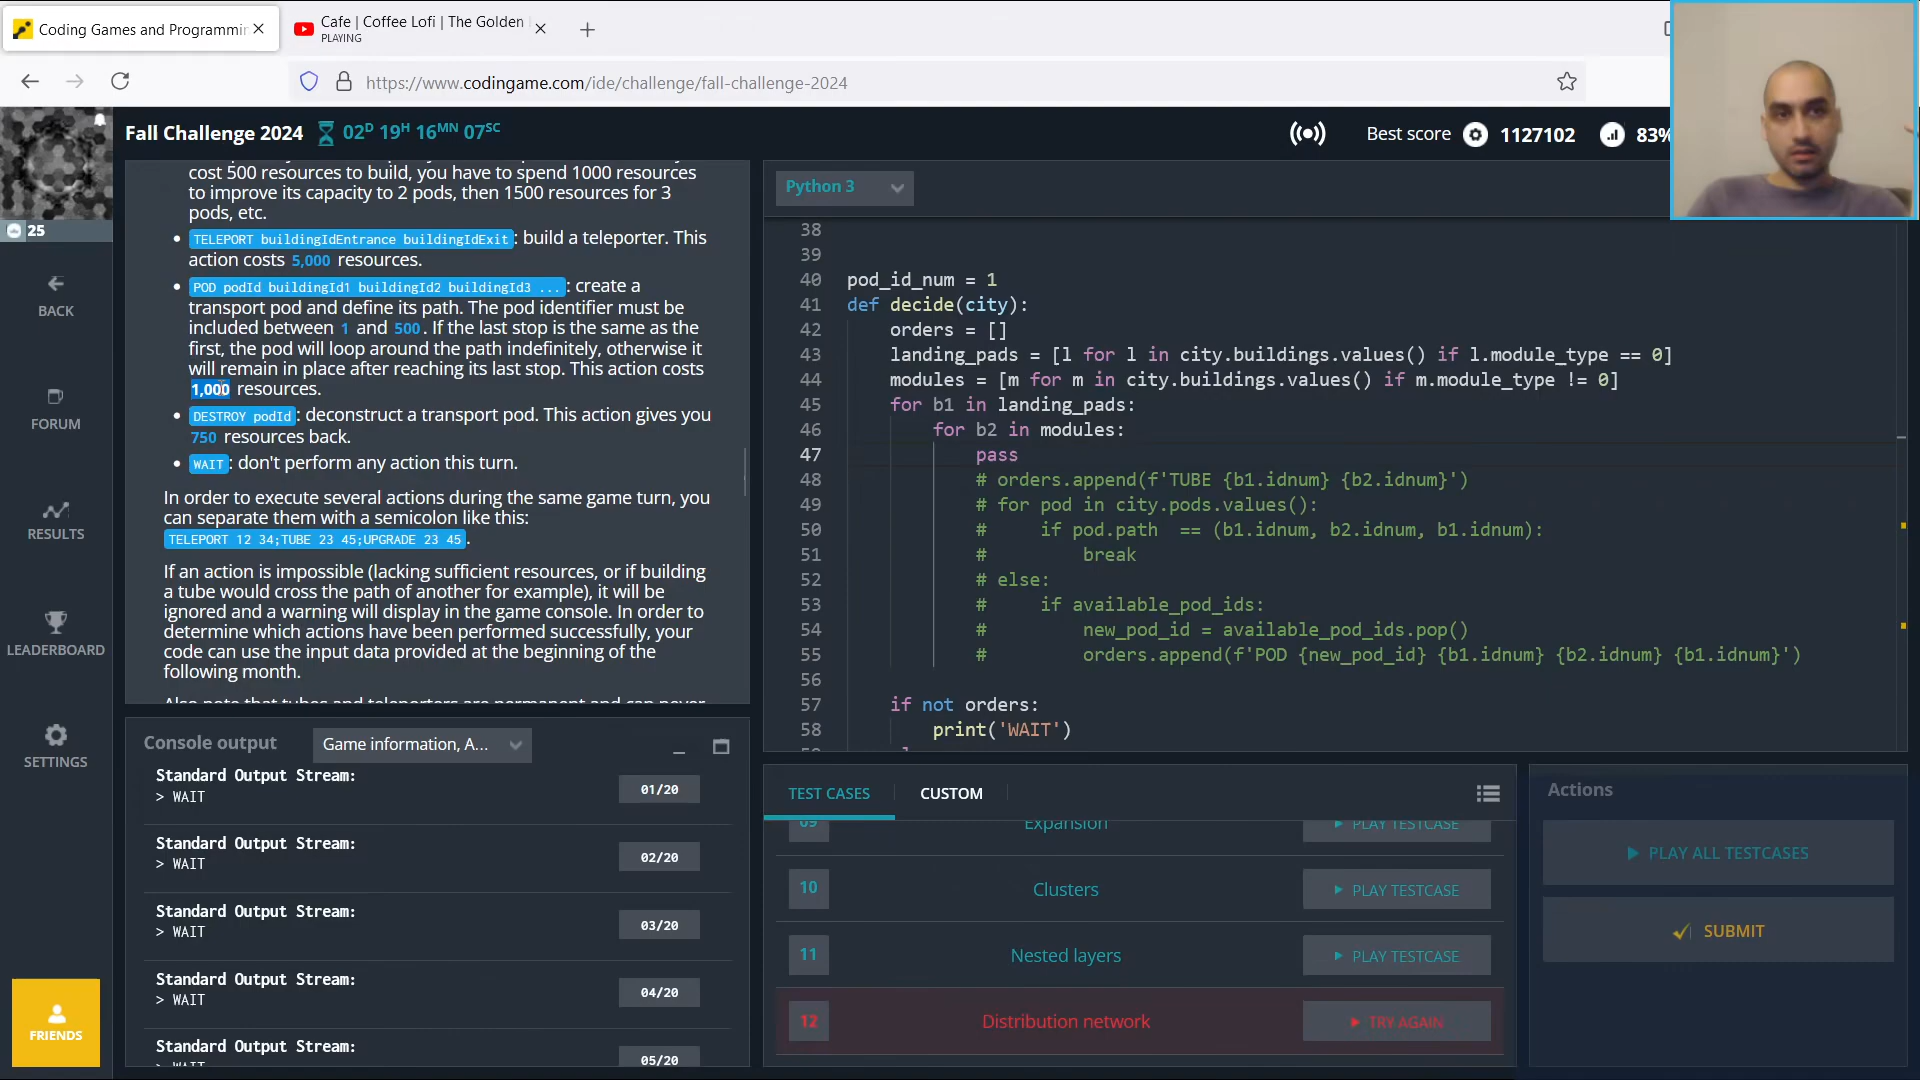 Coding Games and Programmin
Cafe | Coffee Lofi | The Golden
PLAYING
https://www.codingame.com/ide/challenge/fall-challenge-2024
Fall Challenge 2024
02D 19H 16MN 07SC
Best score
1127102
83%
25
BACK
FORUM
RESULTS
LEADERBOARD
SETTINGS
FRIENDS
cost 500 resources to build, you have to spend 1000 resources
to improve its capacity to 2 pods, then 1500 resources for 3
pods, etc.
• TELEPORT buildingIdEntrance buildingIdExit: build a teleporter. This
action costs 5,000 resources.
• POD podId buildingId1 buildingId2 buildingId3 ...: create a
transport pod and define its path. The pod identifier must be
included between 1 and 500. If the last stop is the same as the
first, the pod will loop around the path indefinitely, otherwise it
will remain in place after reaching its last stop. This action costs
1,000 resources.
• DESTROY podId: deconstruct a transport pod. This action gives you
750 resources back.
• WAIT: don't perform any action this turn.
In order to execute several actions during the same game turn, you
can separate them with a semicolon like this:
TELEPORT 12 34;TUBE 23 45;UPGRADE 23 45.
If an action is impossible (lacking sufficient resources, or if building
a tube would cross the path of another for example), it will be
ignored and a warning will display in the game console. In order to
determine which actions have been performed successfully, your
code can use the input data provided at the beginning of the
following month.
Also note that tubes and teleporters are permanent and can never
Console output
Game information, A...
Standard Output Stream:
> WAIT
01/20
Standard Output Stream:
> WAIT
02/20
Standard Output Stream:
> WAIT
03/20
Standard Output Stream:
> WAIT
04/20
Standard Output Stream:
> WAIT
05/20
Python 3
38
39
40 pod_id_num = 1
41 def decide(city):
42 orders = []
43 landing_pads = [l for l in city.buildings.values() if l.module_type == 0]
44 modules = [m for m in city.buildings.values() if m.module_type != 0]
45 for b1 in landing_pads:
46 for b2 in modules:
47 pass
48 # orders.append(f'TUBE {b1.idnum} {b2.idnum}')
49 # for pod in city.pods.values():
50 # if pod.path == (b1.idnum, b2.idnum, b1.idnum):
51 # break
52 # else:
53 # if available_pod_ids:
54 # new_pod_id = available_pod_ids.pop()
55 # orders.append(f'POD {new_pod_id} {b1.idnum} {b2.idnum} {b1.idnum}')
56
57 if not orders:
58 print('WAIT')
TEST CASES
CUSTOM
09 Expansion PLAY TESTCASE
10 Clusters PLAY TESTCASE
11 Nested layers PLAY TESTCASE
12 Distribution network TRY AGAIN
Actions
PLAY ALL TESTCASES
SUBMIT